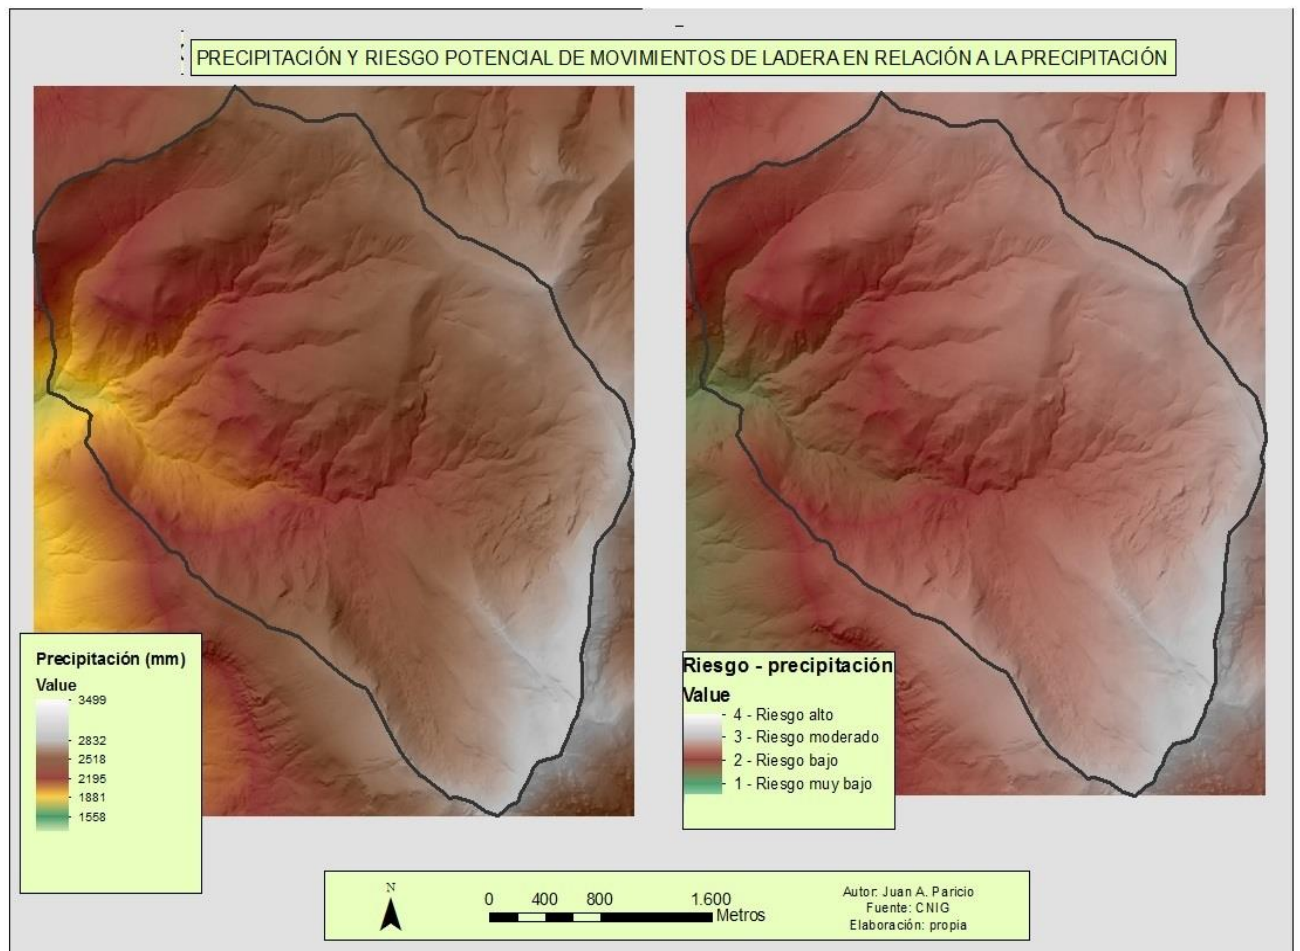 PRECIPITACIÓN Y RIESGO POTENCIAL DE MOVIMIENTOS DE LADERA EN RELACIÓN A LA PRECIPITACIÓN
Precipitación (mm)
Value
3499
2832
2518
2195
1881
1558
Riesgo - precipitación
Value
4 - Riesgo alto
3 - Riesgo moderado
2 - Riesgo bajo
1 - Riesgo muy bajo
N
0 400 800 1.600
Metros
Autor: Juan A. Paricio
Fuente: CNIG
Elaboración: propia